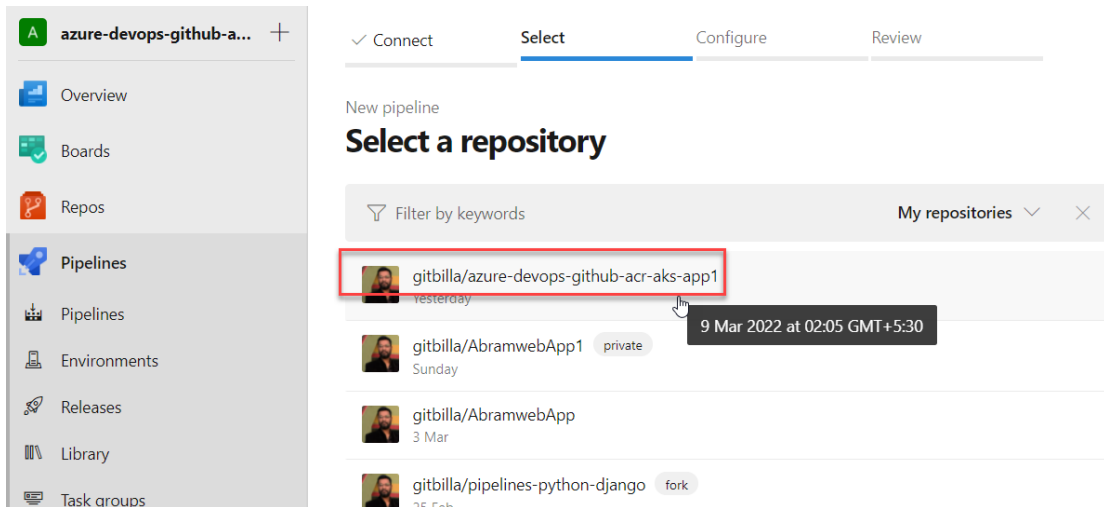 A azure-devops-github-a... +
Overview
Boards
Repos
Pipelines
Pipelines
Environments
Releases
Library
Task groups
Connect Select Configure Review
New pipeline
Select a repository
Filter by keywords My repositories
gitbilla/azure-devops-github-acr-aks-app1
Yesterday
9 Mar 2022 at 02:05 GMT+5:30
gitbilla/AbramwebApp1 private
Sunday
gitbilla/AbramwebApp
3 Mar
gitbilla/pipelines-python-django fork
25 Feb